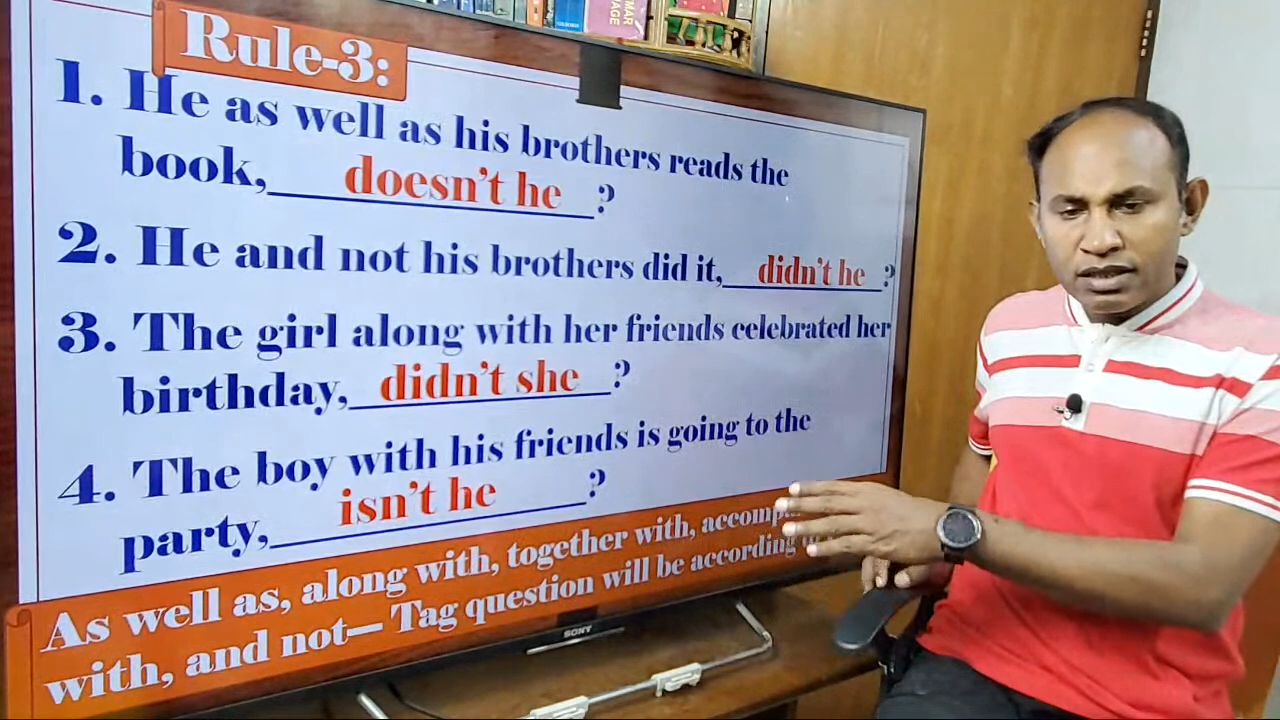 MAR
AGE
Rule-3:
1. He as well as his brothers reads the
book, doesn't he ?
2. He and not his brothers did it, didn't he ?
3. The girl along with her friends celebrated her
birthday, didn't she ?
4. The boy with his friends is going to the
party, isn't he ?
As well as, along with, together with,
with, and not— Tag question will be according
SONY